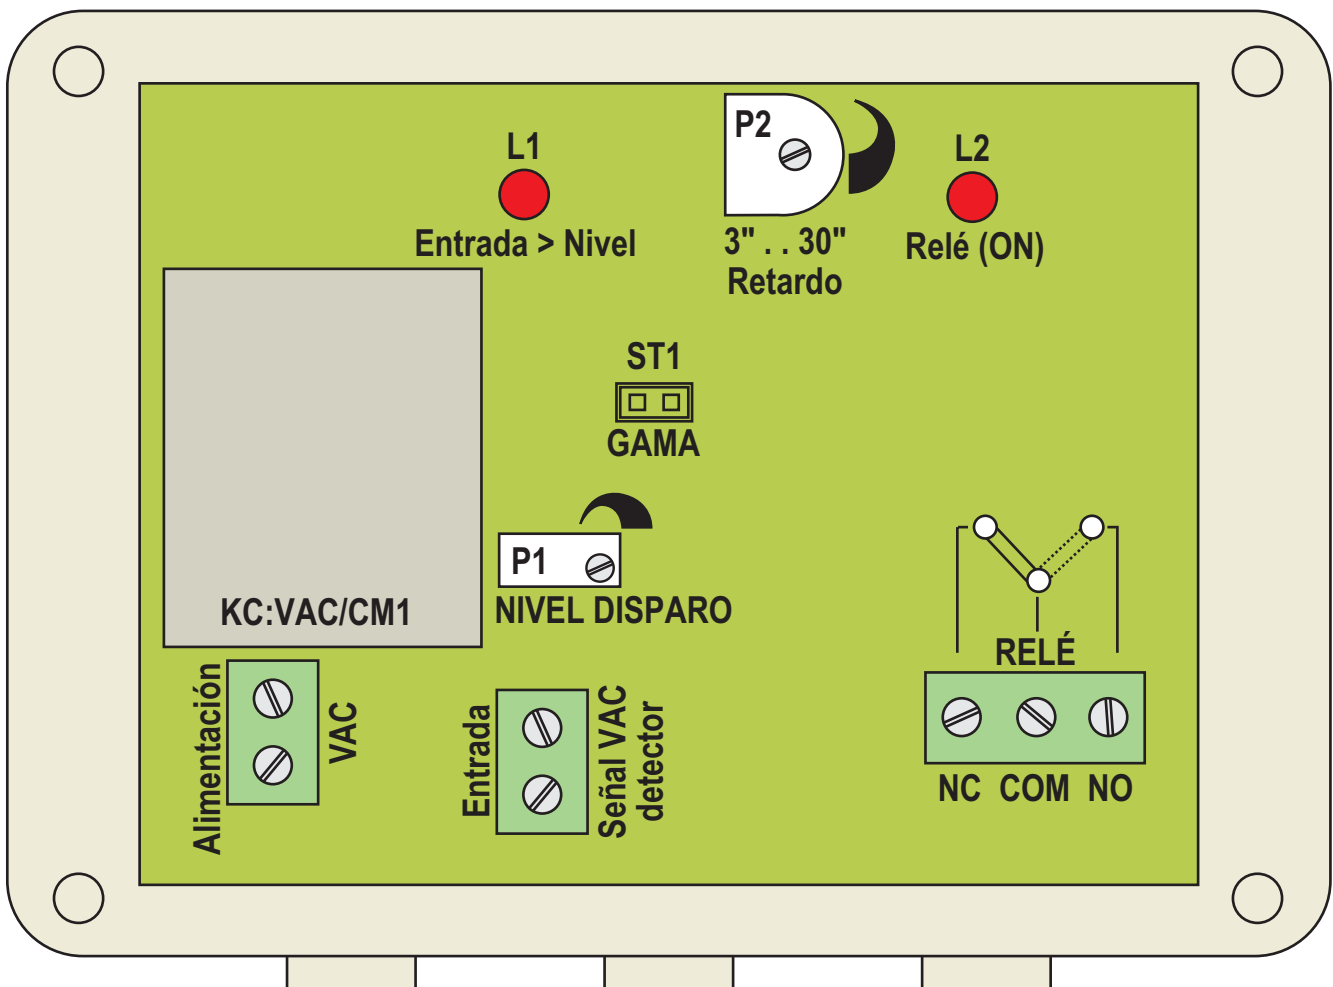 L1
Entrada > Nivel
P2
3" . . 30"
Retardo
L2
Relé (ON)
ST1
GAMA
P1
NIVEL DISPARO
KC:VAC/CM1
Alimentación
VAC
Entrada
Señal VAC
detector
RELÉ
NC COM NO